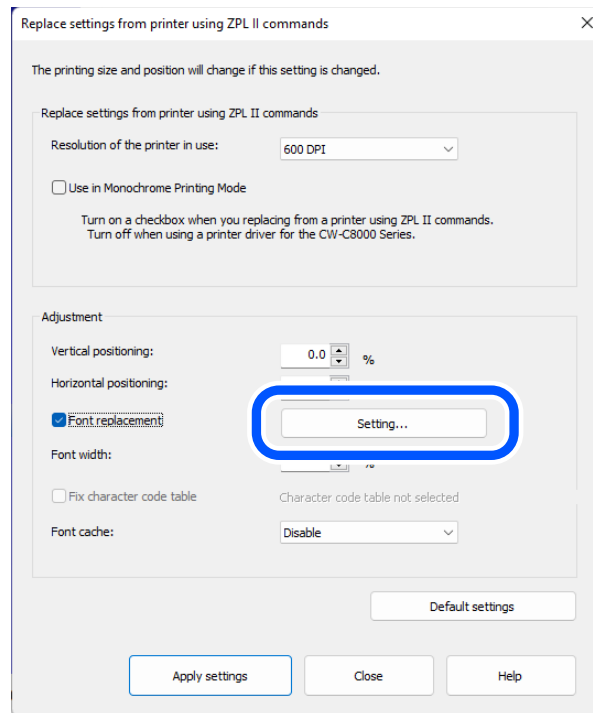 Replace settings from printer using ZPL II commands
The printing size and position will change if this setting is changed.
Replace settings from printer using ZPL II commands
Resolution of the printer in use: 600 DPI
Use in Monochrome Printing Mode
Turn on a checkbox when you replacing from a printer using ZPL II commands.
Turn off when using a printer driver for the CW-C8000 Series.
Adjustment
Vertical positioning: 0.0 %
Horizontal positioning:
Font replacement Setting...
Font width: %
Fix character code table Character code table not selected
Font cache: Disable
Default settings
Apply settings Close Help